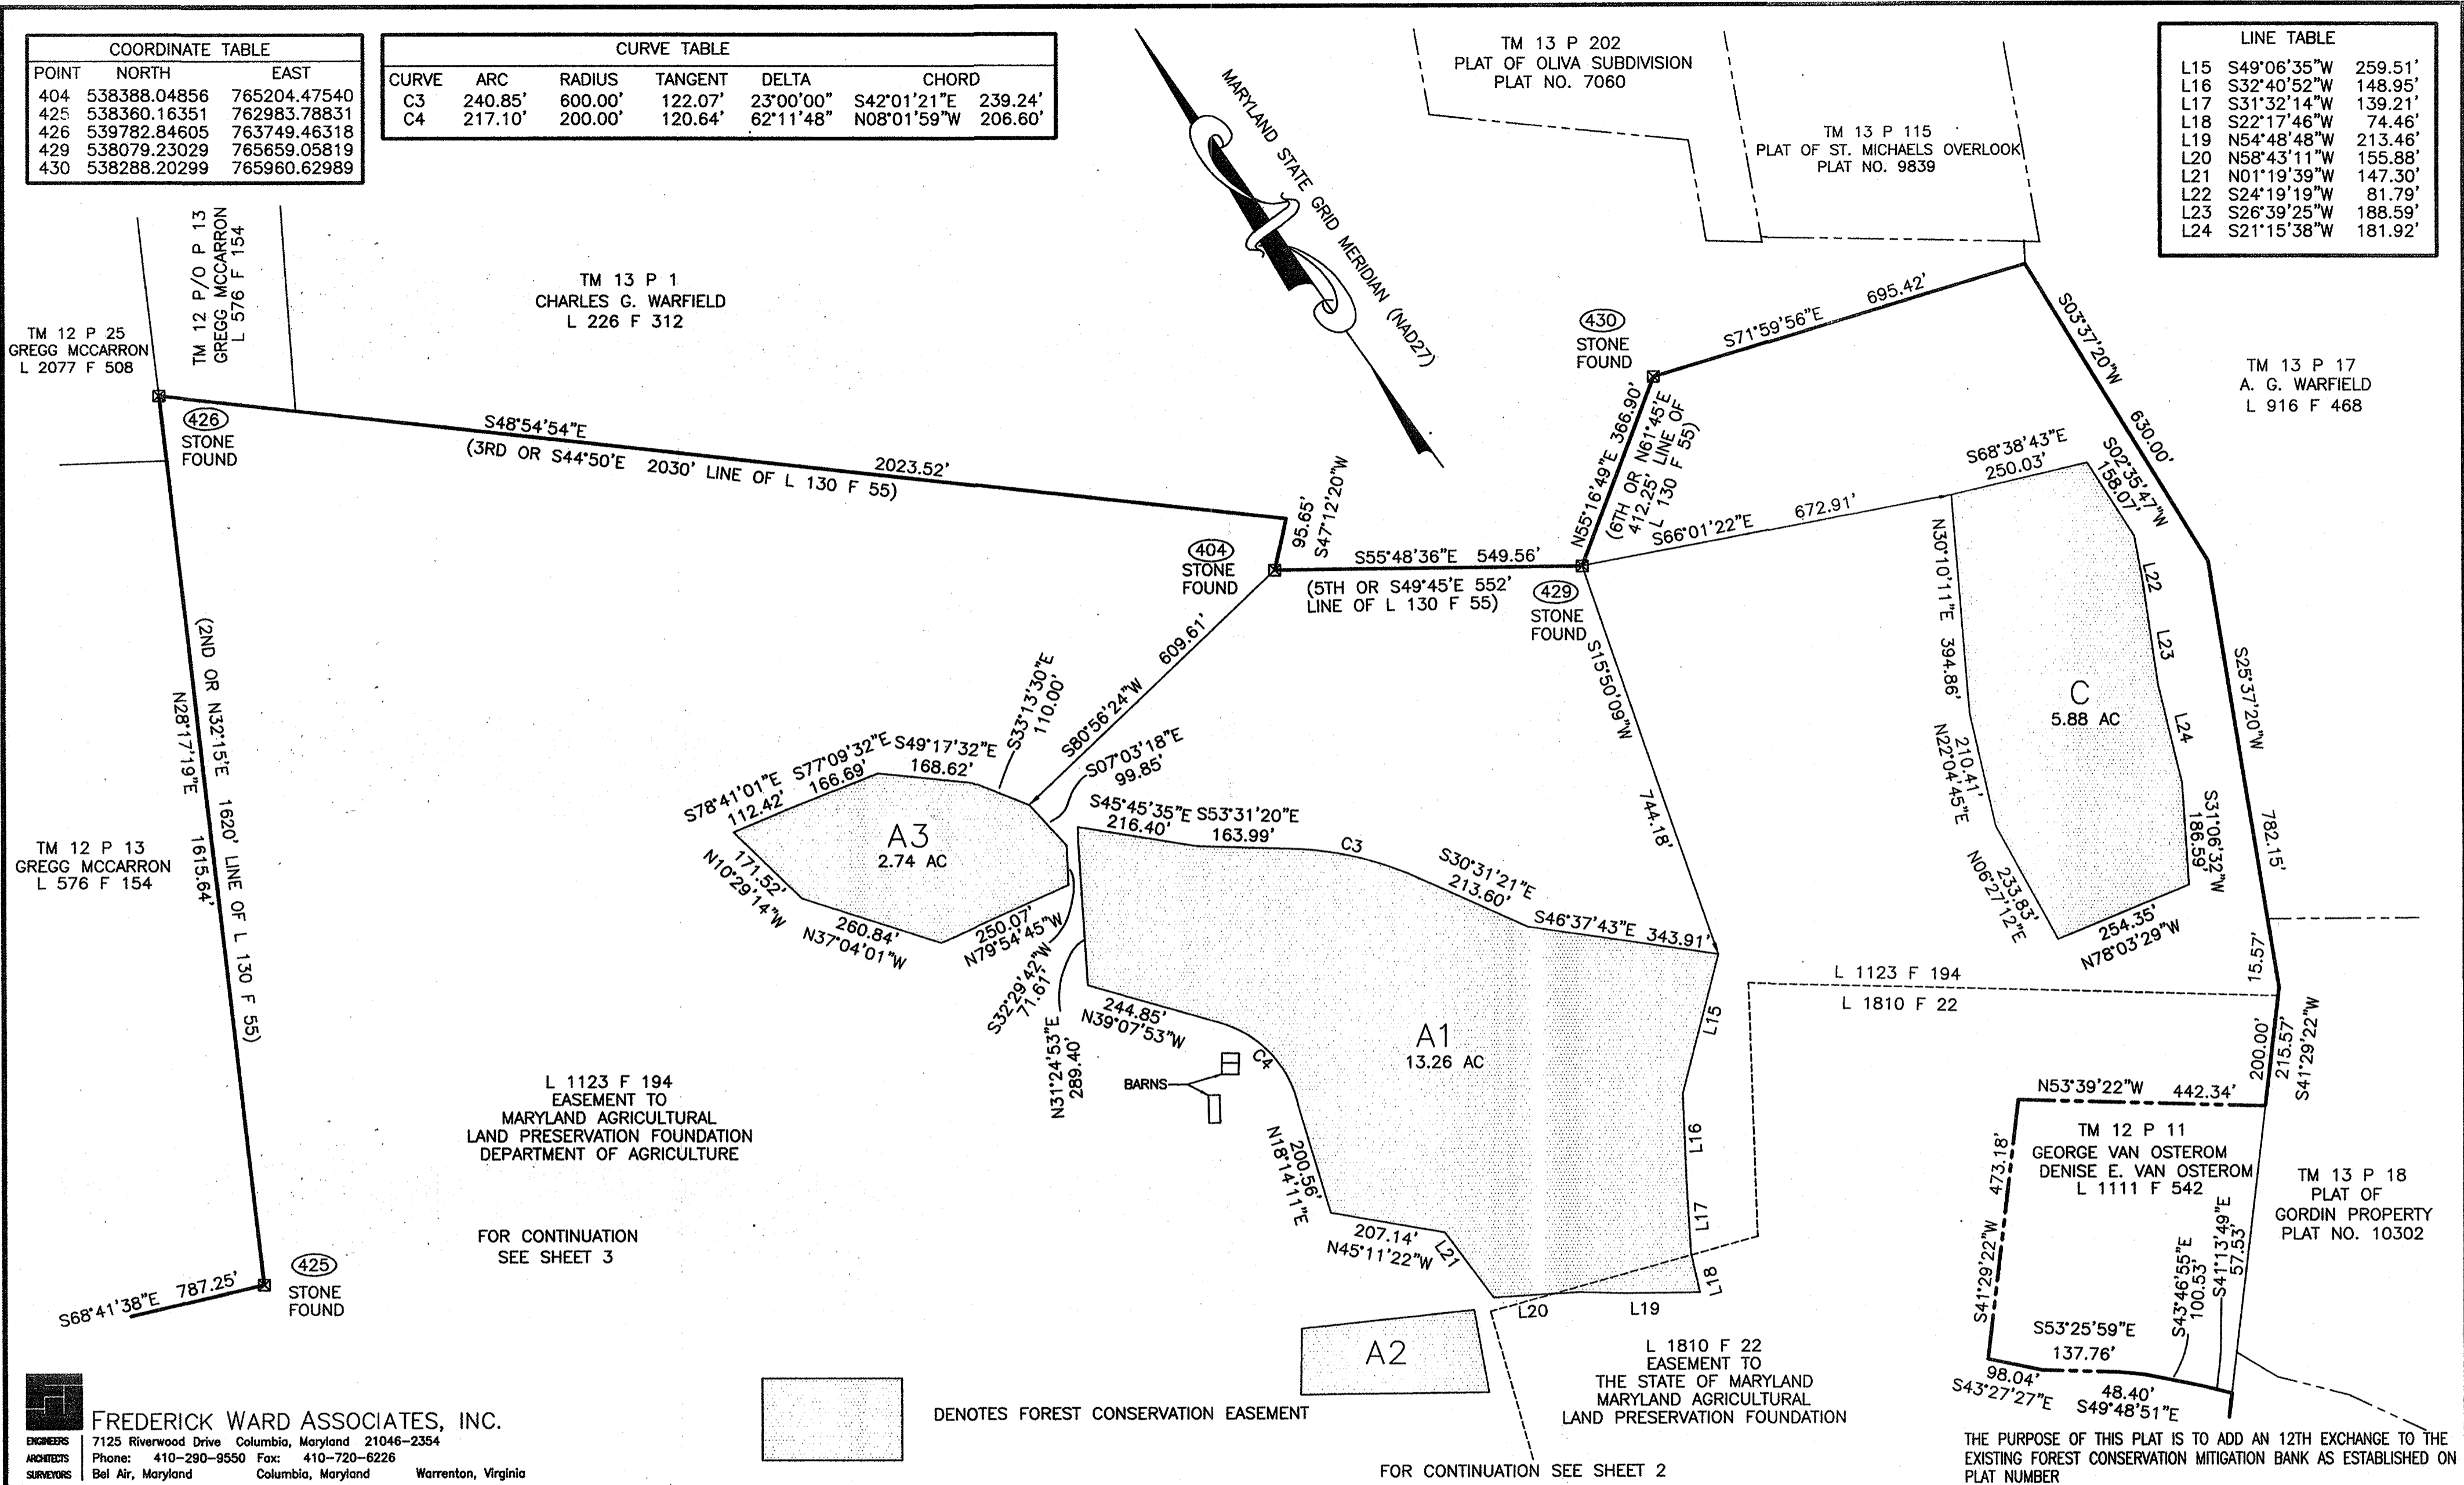 COORDINATE TABLE
POINT NORTH EAST
404 538388.04856 765204.47540
425 538360.16351 762983.78831
426 539782.84605 763749.46318
429 538079.23029 765659.05819
430 538288.20299 765960.62989
CURVE TABLE
CURVE ARC RADIUS TANGENT DELTA CHORD
C3 240.85' 600.00' 122.07' 23°00'00" S42°01'21"E 239.24'
C4 217.10' 200.00' 120.64' 62°11'48" N08°01'59"W 206.60'
MARYLAND STATE GRID MERIDIAN (NAD27)
TM 13 P 202
PLAT OF OLIVA SUBDIVISION
PLAT NO. 7060
TM 13 P 115
PLAT OF ST. MICHAELS OVERLOOK
PLAT NO. 9839
LINE TABLE
L15 S49°06'35"W 259.51'
L16 S32°40'52"W 148.95'
L17 S31°32'14"W 139.21'
L18 S22°17'46"W 74.46'
L19 N54°48'48"W 213.46'
L20 N58°43'11"W 155.88'
L21 N01°19'39"W 147.30'
L22 S24°19'19"W 81.79'
L23 S26°39'25"W 188.59'
L24 S21°15'38"W 181.92'
TM 12 P/O P 13
GREGG MCCARRON
L 576 F 154
TM 13 P 1
CHARLES G. WARFIELD
L 226 F 312
TM 12 P 25
GREGG MCCARRON
L 2077 F 508
426
STONE
FOUND
S48°54'54"E 2023.52'
(3RD OR S44°50'E 2030' LINE OF L 130 F 55)
95.65'
S47°12'20"W
404
STONE
FOUND
S55°48'36"E 549.56'
(5TH OR S49°45'E 552'
LINE OF L 130 F 55)
429
STONE
FOUND
430
STONE
FOUND
N55°16'49"E 366.90'
(6TH OR N61°45'E
412.25' LINE OF
L 130 F 55)
S71°59'56"E 695.42'
S03°37'20"W 630.00'
TM 13 P 17
A. G. WARFIELD
L 916 F 468
S66°01'22"E 672.91'
S68°38'43"E
250.03'
S02°35'47"W
158.07'
L22
L23
L24
C
5.88 AC
N30°10'11"E 394.86'
210.41'
N22°04'45"E
233.83'
N06°27'12"E
254.35'
N78°03'29"W
S31°06'32"W
186.59'
S25°37'20"W 782.15'
15.57'
200.00'
215.57'
S41°29'22"W
(2ND OR N32°15'E 1620' LINE OF L 130 F 55)
N28°17'19"E 1615.64'
TM 12 P 13
GREGG MCCARRON
L 576 F 154
S80°56'24"W 609.61'
S15°50'09"W 744.18'
S33°13'30"E
110.00'
S07°03'18"E
99.85'
S49°17'32"E
168.62'
S77°09'32"E
166.69'
S78°41'01"E
112.42'
A3
2.74 AC
171.52'
N10°29'14"W
260.84'
N37°04'01"W
250.07'
N79°54'45"W
S32°29'42"W
71.61'
N31°24'53"E
289.40'
S45°45'35"E
216.40'
S53°31'20"E
163.99'
C3
S30°31'21"E
213.60'
S46°37'43"E 343.91'
A1
13.26 AC
244.85'
N39°07'53"W
C4
BARNS
200.56'
N18°14'11"E
207.14'
N45°11'22"W
L21
L15
L16
L17
L18
L19
L20
A2
L 1123 F 194
L 1810 F 22
L 1123 F 194
EASEMENT TO
MARYLAND AGRICULTURAL
LAND PRESERVATION FOUNDATION
DEPARTMENT OF AGRICULTURE
FOR CONTINUATION
SEE SHEET 3
425
STONE
FOUND
S68°41'38"E 787.25'
N53°39'22"W 442.34'
TM 12 P 11
GEORGE VAN OSTEROM
DENISE E. VAN OSTEROM
L 1111 F 542
S41°29'22"W 473.18'
S53°25'59"E
137.76'
98.04'
S43°27'27"E
48.40'
S49°48'51"E
S43°46'55"E
100.53'
S41°13'49"E
57.53'
TM 13 P 18
PLAT OF
GORDIN PROPERTY
PLAT NO. 10302
L 1810 F 22
EASEMENT TO
THE STATE OF MARYLAND
MARYLAND AGRICULTURAL
LAND PRESERVATION FOUNDATION
FOR CONTINUATION SEE SHEET 2
DENOTES FOREST CONSERVATION EASEMENT
FREDERICK WARD ASSOCIATES, INC.
ENGINEERS
ARCHITECTS
SURVEYORS
7125 Riverwood Drive Columbia, Maryland 21046-2354
Phone: 410-290-9550 Fax: 410-720-6226
Bel Air, Maryland Columbia, Maryland Warrenton, Virginia
THE PURPOSE OF THIS PLAT IS TO ADD AN 12TH EXCHANGE TO THE
EXISTING FOREST CONSERVATION MITIGATION BANK AS ESTABLISHED ON
PLAT NUMBER